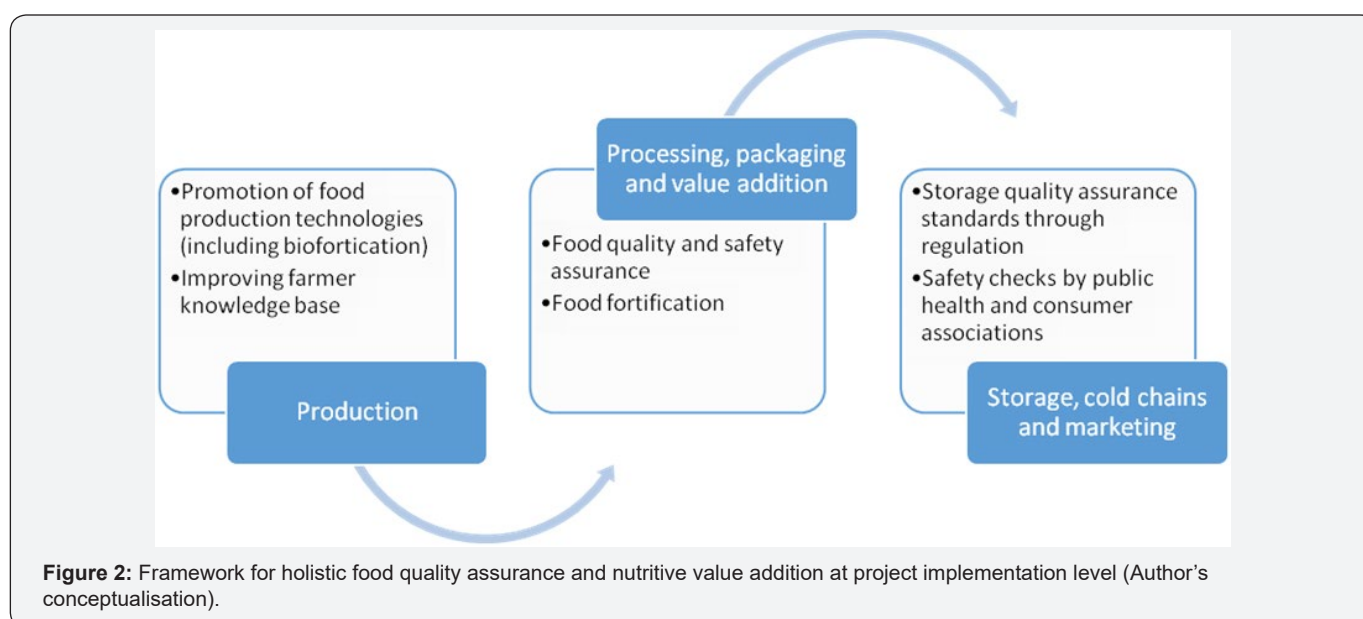 •Promotion of food
production technologies
(including biofortication)
•Improving farmer
knowledge base
Production
Processing, packaging
and value addition
•Food quality and safety
assurance
•Food fortification
•Storage quality assurance
standards through
regulation
•Safety checks by public
health and consumer
associations
Storage, cold chains
and marketing
Figure 2: Framework for holistic food quality assurance and nutritive value addition at project implementation level (Author’s
conceptualisation).